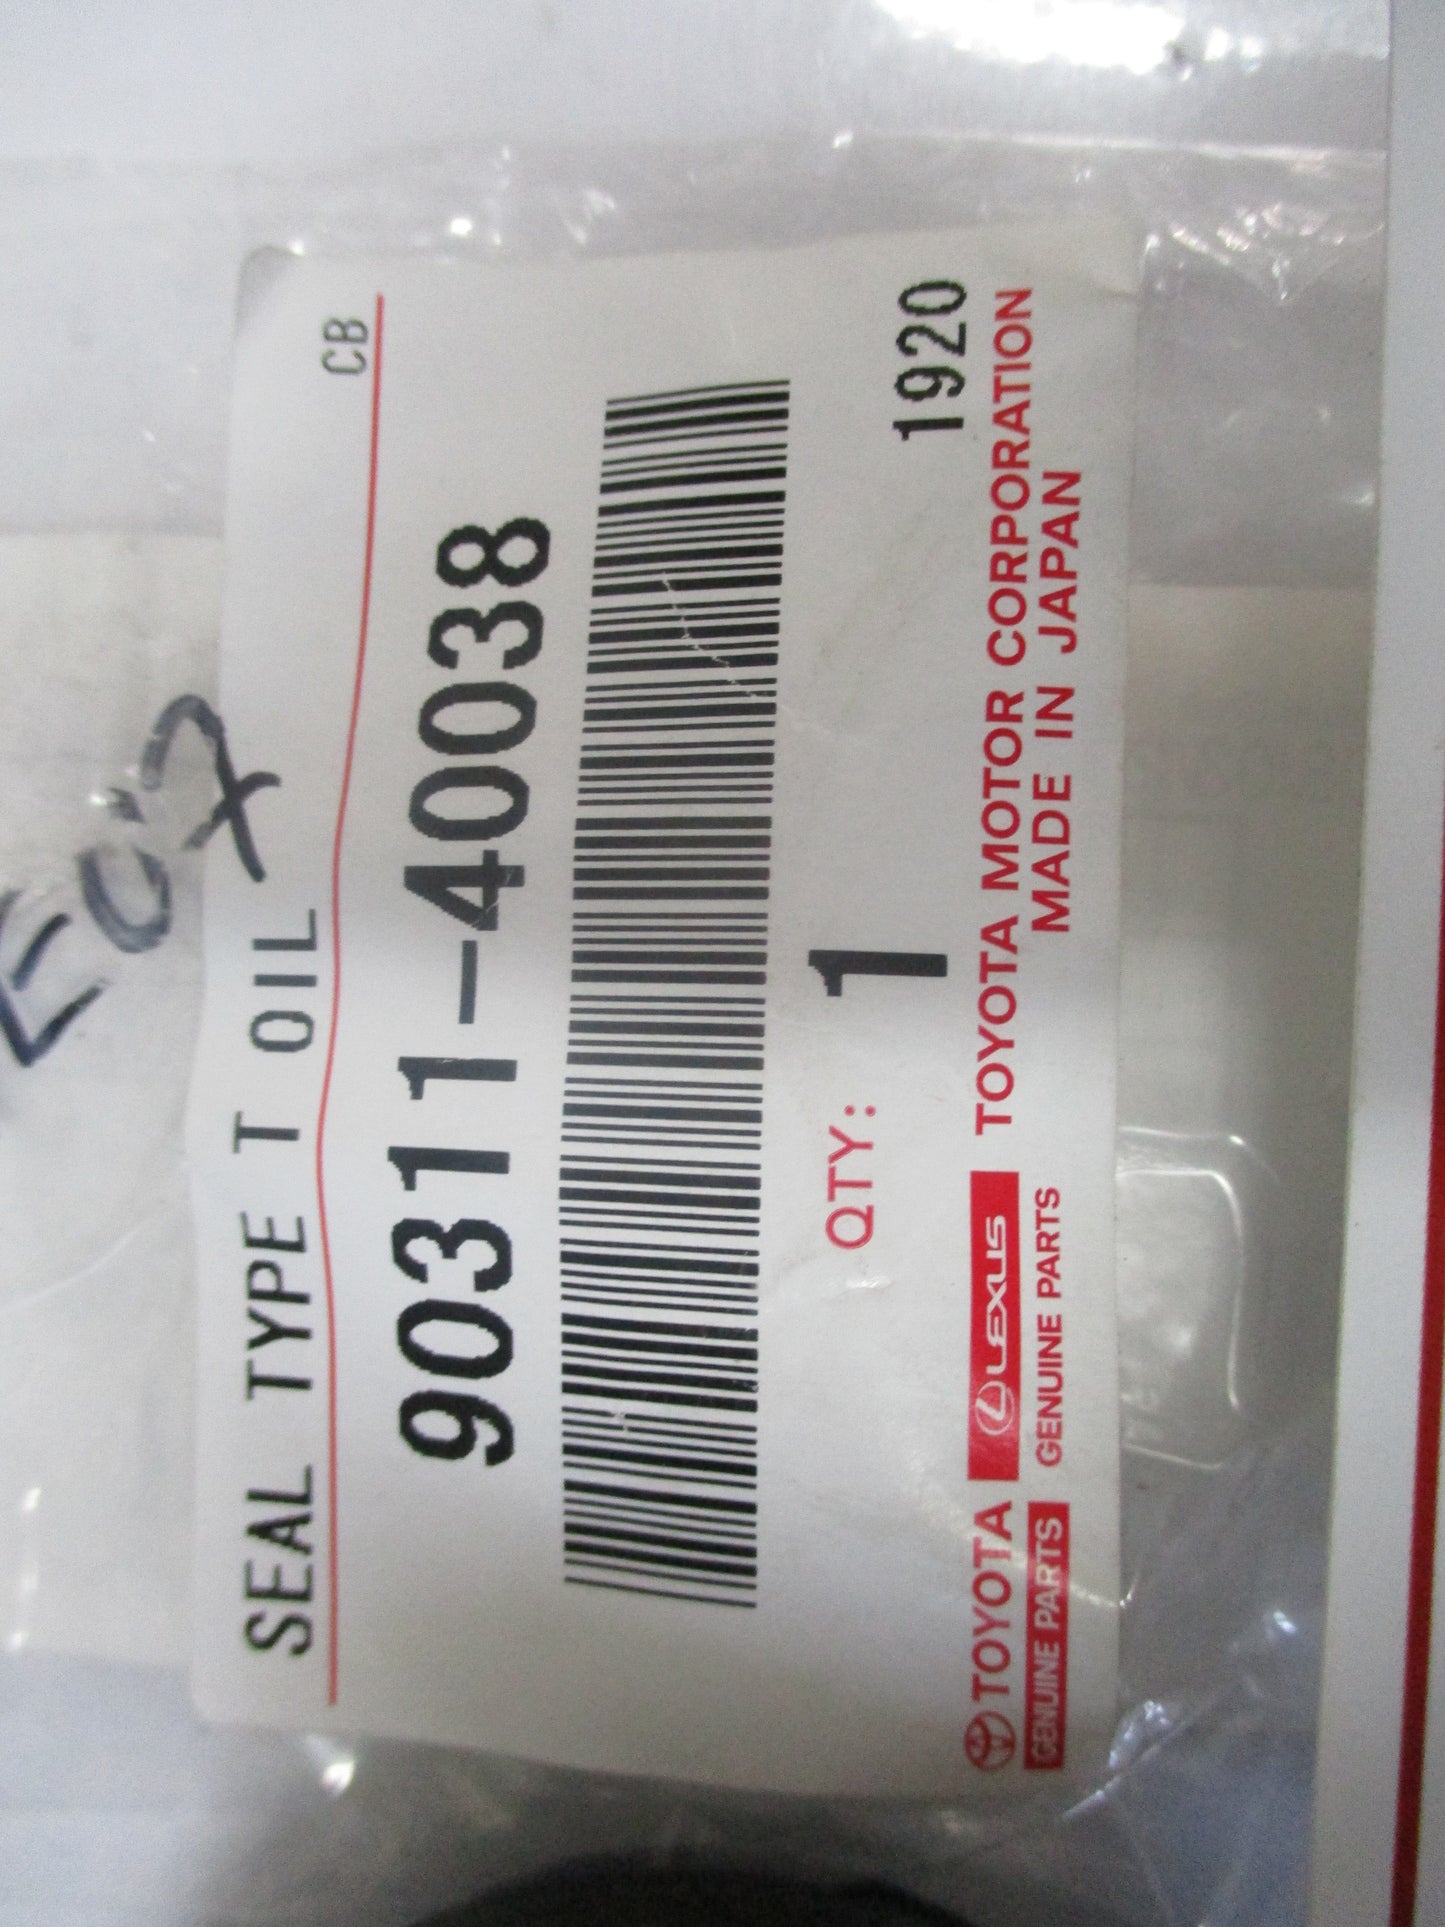 SEAL TYPE T OIL
CB
90311-40038
QTY: 1
1920
TOYOTA LEXUS TOYOTA MOTOR CORPORATION
GENUINE PARTS GENUINE PARTS MADE IN JAPAN